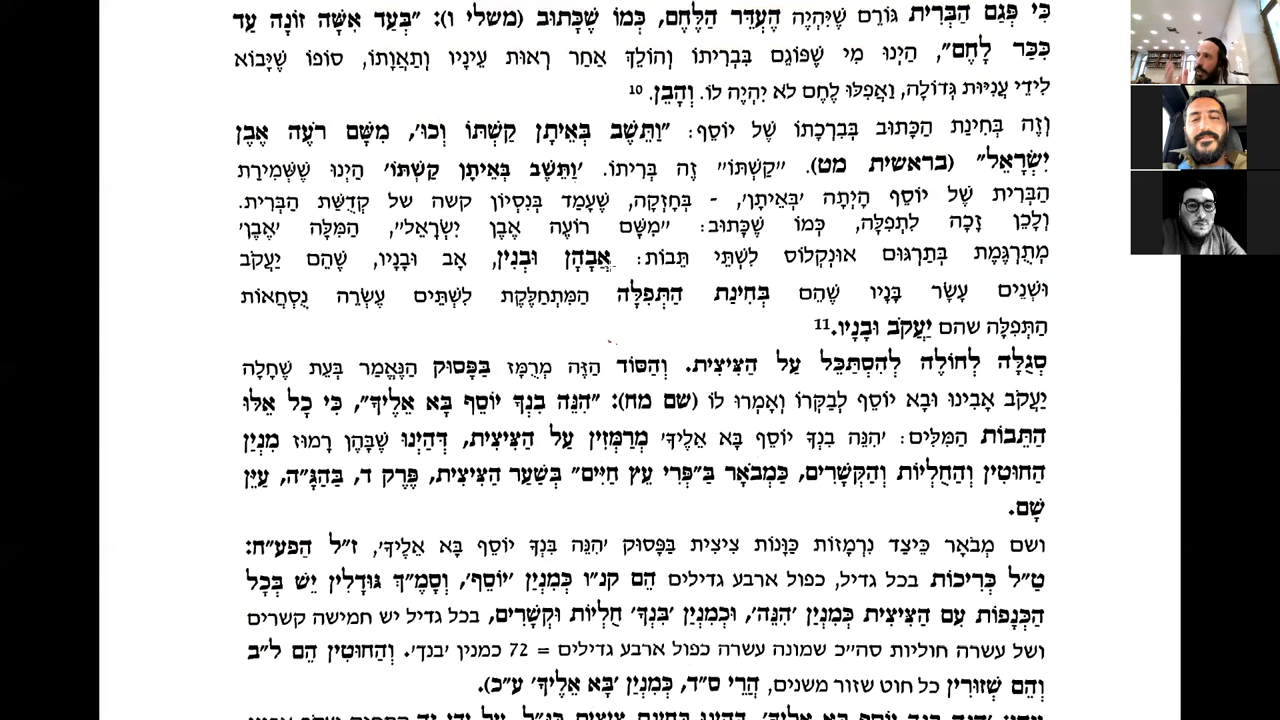 כִּי פְּגַם הַבְּרִית גּוֹרֵם שֶׁיִּהְיֶה הֶעְדֵּר הַלֶּחֶם, כְּמוֹ שֶׁכָּתוּב (משלי ו): "בְּעַד אִשָּׁה זוֹנָה עַד
כִּכַּר לָחֶם", הַיְנוּ מִי שֶׁפּוֹגֵם בִּבְרִיתוֹ וְהוֹלֵךְ אַחַר רְאוּת עֵינָיו וְתַאֲוָתוֹ, סוֹפוֹ שֶׁיָּבוֹא
לִידֵי עֲנִיּוּת גְּדוֹלָה, וַאֲפִלּוּ לֶחֶם לֹא יִהְיֶה לוֹ. וְהָבֵן. 10
וְזֶה בְּחִינַת הַכָּתוּב בְּבִרְכָתוֹ שֶׁל יוֹסֵף: "וַתֵּשֶׁב בְּאֵיתָן קַשְׁתּוֹ וְכוּ', מִשָּׁם רֹעֶה אֶבֶן
יִשְׂרָאֵל" (בראשית מט). "קַשְׁתּוֹ" זֶה בְּרִיתוֹ. 'וַתֵּשֶׁב בְּאֵיתָן קַשְׁתּוֹ' הַיְנוּ שֶׁשְּׁמִירַת
הַבְּרִית שֶׁל יוֹסֵף הָיְתָה 'בְּאֵיתָן', - בְּחָזְקָה, שֶׁעָמַד בְּנִסְיוֹן קשה של קְדֻשַּׁת הַבְּרִית.
וְלָכֵן זָכָה לִתְפִלָּה, כְּמוֹ שֶׁכָּתוּב: "מִשָּׁם רוֹעֶה אֶבֶן יִשְׂרָאֵל", הַמִּלָּה 'אֶבֶן'
מְתֻרְגֶּמֶת בְּתַרְגּוּם אוּנְקְלוֹס לִשְׁתֵּי תֵּבוֹת: אֲבָהָן וּבְנִין, אָב וּבָנָיו, שֶׁהֵם יַעֲקֹב
וּשְׁנֵים עָשָׂר בָּנָיו שֶׁהֵם בְּחִינַת הַתְּפִלָּה הַמִּתְחַלֶּקֶת לִשְׁתֵּים עֶשְׂרֵה נֻסְחָאוֹת
הַתְּפִלָּה שהם יַעֲקֹב וּבָנָיו. 11
סְגֻלָּה לְחוֹלֶה לְהִסְתַּכֵּל עַל הַצִּיצִית. וְהַסּוֹד הַזֶּה מְרֻמָּז בַּפָּסוּק הַנֶּאֱמַר בְּעֵת שֶׁחָלָה
יַעֲקֹב אָבִינוּ וּבָא יוֹסֵף לְבַקְּרוֹ וְאָמְרוּ לוֹ (שם מח): "הִנֵּה בִנְךָ יוֹסֵף בָּא אֵלֶיךָ", כִּי כָל אֵלּוּ
הַתֵּבוֹת הַמִּלִּים: 'הִנֵּה בִנְךָ יוֹסֵף בָּא אֵלֶיךָ' מְרַמְּזִין עַל הַצִּיצִית, דְּהַיְנוּ שֶׁבָּהֶן רָמוּז מִנְיַן
הַחוּטִין וְהַחֻלְיוֹת וְהַקְּשָׁרִים, כַּמְבֹאָר בַּ"פְּרִי עֵץ חַיִּים" בְּשַׁעַר הַצִּיצִית, פֶּרֶק ד, בַּהַגָּ"ה, עַיֵּן
שָׁם.
ושם מְבֹאָר כֵּיצַד נִרְמָזוֹת כַּוָּנוֹת צִיצִית בַּפָּסוּק 'הִנֵּה בִּנְךָ יוֹסֵף בָּא אֵלֶיךָ', ז"ל הפע"ח:
ט"ל כְּרִיכוֹת בכל גדיל, כפול ארבע גדילים הֵם קנ"ו כְּמִנְיַן 'יוֹסֵף', וְסָמֶ"ךְ גּוּדָלִין יֵשׁ בְּכָל
הַכְּנָפוֹת עִם הַצִּיצִית כְּמִנְיַן 'הִנֵּה', וּכְמִנְיַן 'בִּנְךָ' חֻלְיוֹת וּקְשָׁרִים, בכל גדיל יש חמישה קשרים
ושל עשרה חוליות סה"כ שמונה עשרה כפול ארבע גדילים = 72 כמנין 'בנך'. וְהַחוּטִין הֵם ל"ב
וְהֵם שְׁזוּרִין כל חוט שזור משנים, הֲרֵי ס"ד, כְּמִנְיַן 'בָּא אֵלֶיךָ' ע"כ).